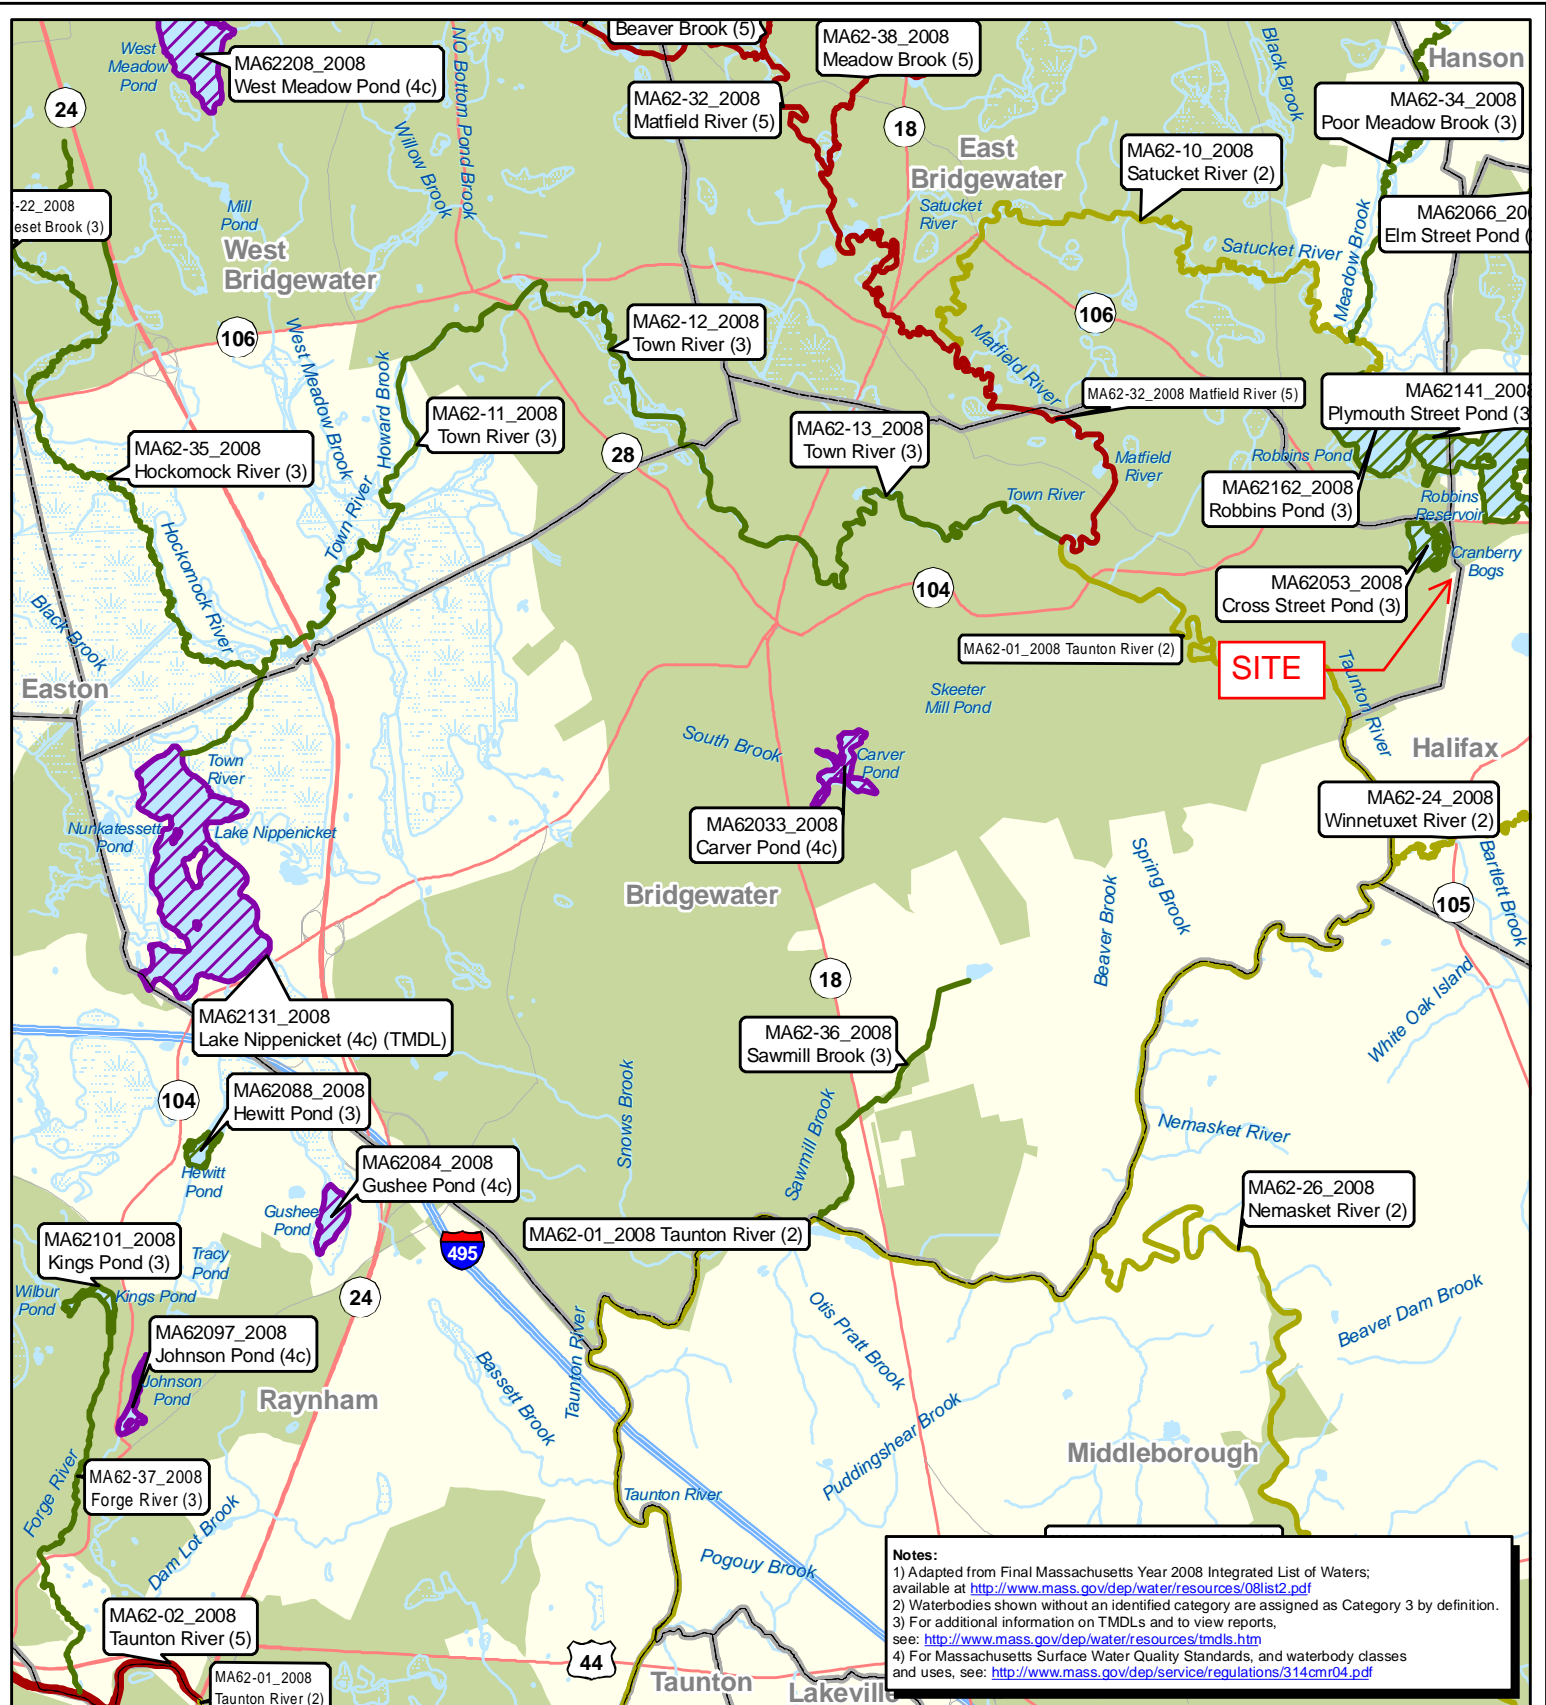 Beaver Brook (5)
MA62-38_2008
Meadow Brook (5)
Hanson
West
Meadow
Pond
MA62208_2008
West Meadow Pond (4c)
NO Bottom Pond Brook
Black Brook
24
MA62-32_2008
Matfield River (5)
18
MA62-34_2008
Poor Meadow Brook (3)
Willow Brook
East
Bridgewater
MA62-10_2008
Satucket River (2)
-22_2008
eset Brook (3)
Mill
Pond
Satucket
River
MA62066_20
Elm Street Pond
West
Bridgewater
Satucket River
Meadow Brook
106
West Meadow Brook
Howard Brook
MA62-12_2008
Town River (3)
106
Matfield River
MA62-32_2008 Matfield River (5)
MA62141_2008
Plymouth Street Pond (3
MA62-35_2008
Hockomock River (3)
MA62-11_2008
Town River (3)
28
MA62-13_2008
Town River (3)
Matfield
River
Robbins Pond
MA62162_2008
Robbins Pond (3)
Robbins
Reservoir
Town River
Town River
Hockomock River
Cranberry
Bogs
MA62053_2008
Cross Street Pond (3)
104
Black Brook
MA62-01_2008 Taunton River (2)
SITE
Taunton River
Easton
Skeeter
Mill Pond
South Brook
Carver
Pond
Halifax
Town
River
MA62-24_2008
Winnetuxet River (2)
Nunkatessett
Pond
Lake Nippenicket
MA62033_2008
Carver Pond (4c)
Spring Brook
Bartlett Brook
Bridgewater
Beaver Brook
105
18
White Oak Island
MA62131_2008
Lake Nippenicket (4c) (TMDL)
MA62-36_2008
Sawmill Brook (3)
104
MA62088_2008
Hewitt Pond (3)
Snows Brook
Sawmill Brook
Nemasket River
Hewitt
Pond
MA62084_2008
Gushee Pond (4c)
MA62-26_2008
Nemasket River (2)
Gushee
Pond
MA62-01_2008 Taunton River (2)
MA62101_2008
Kings Pond (3)
Tracy
Pond
495
Wilbur
Pond
Kings Pond
24
Otis Pratt Brook
Beaver Dam Brook
MA62097_2008
Johnson Pond (4c)
Taunton River
Bassett Brook
Johnson
Pond
Raynham
Puddingshear Brook
Middleborough
Forge River
MA62-37_2008
Forge River (3)
Taunton River
Dam Lot Brook
Pogouy Brook
Notes:
1) Adapted from Final Massachusetts Year 2008 Integrated List of Waters;
available at http://www.mass.gov/dep/water/resources/08list2.pdf
2) Waterbodies shown without an identified category are assigned as Category 3 by definition.
3) For additional information on TMDLs and to view reports,
see: http://www.mass.gov/dep/water/resources/tmdls.htm
4) For Massachusetts Surface Water Quality Standards, and waterbody classes
and uses, see: http://www.mass.gov/dep/service/regulations/314cmr04.pdf
MA62-02_2008
Taunton River (5)
44
MA62-01_2008
Taunton River (2)
Taunton
Lakeville